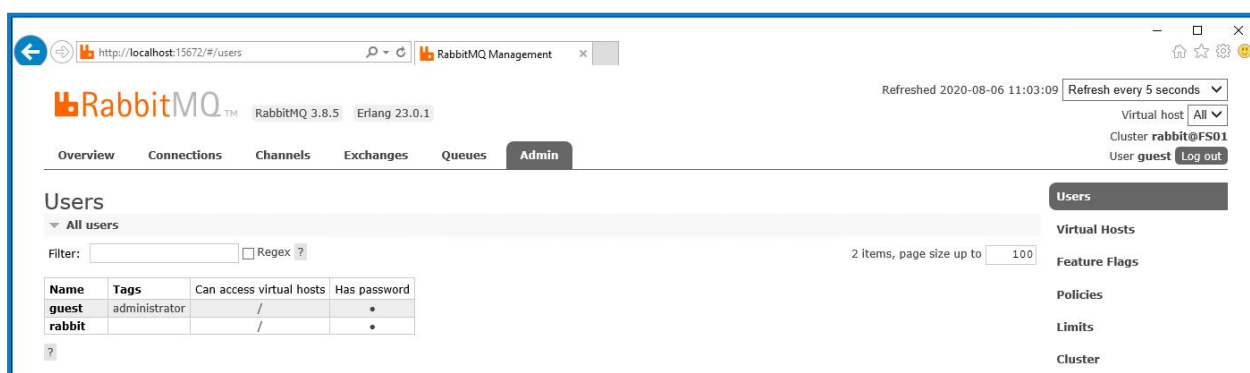 http://localhost:15672/#/users
RabbitMQ Management
Refreshed 2020-08-06 11:03:09 Refresh every 5 seconds
RabbitMQ TM RabbitMQ 3.8.5 Erlang 23.0.1
Virtual host All
Cluster rabbit@FS01
User guest Log out
Overview Connections Channels Exchanges Queues Admin
Users
All users
Filter: Regex ? 2 items, page size up to 100
Name Tags Can access virtual hosts Has password
guest administrator / •
rabbit / •
?
Users
Virtual Hosts
Feature Flags
Policies
Limits
Cluster